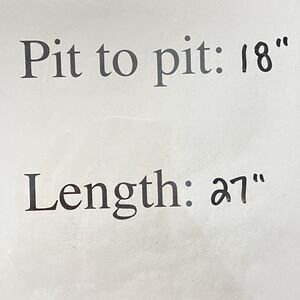 Pit to pit: 18"
Length: 27"